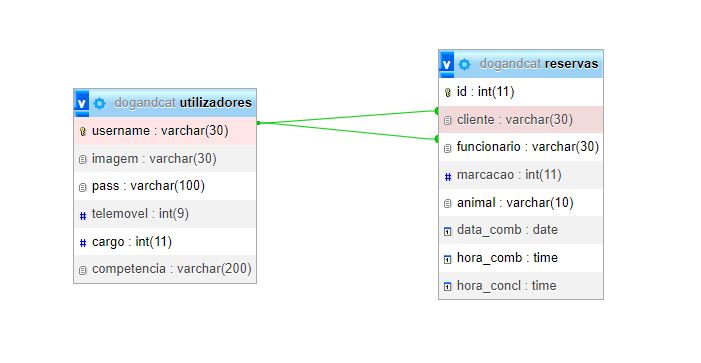 dogandcat utilizadores
username : varchar(30)
imagem : varchar(30)
pass : varchar(100)
# telemovel : int(9)
# cargo : int(11)
competencia : varchar(200)
dogandcat reservas
id : int(11)
cliente : varchar(30)
funcionario : varchar(30)
# marcacao : int(11)
animal : varchar(10)
data_comb : date
hora_comb : time
hora_concl : time